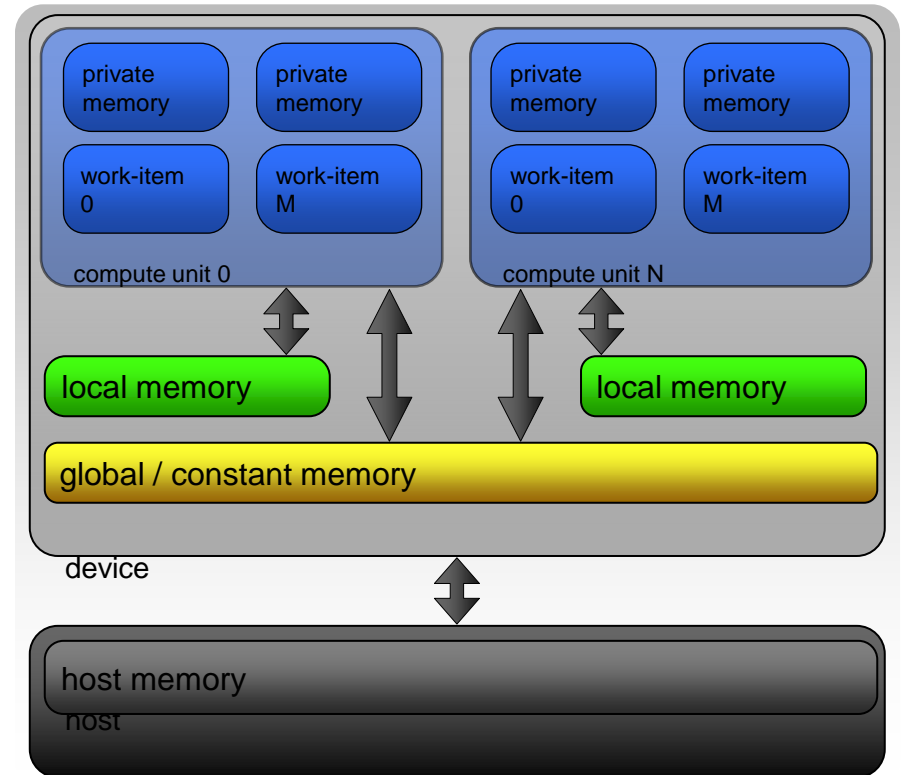 private
memory
private
memory
work-item
0
work-item
M
compute unit 0
private
memory
private
memory
work-item
0
work-item
M
compute unit N
local memory
local memory
global / constant memory
device
host memory
host